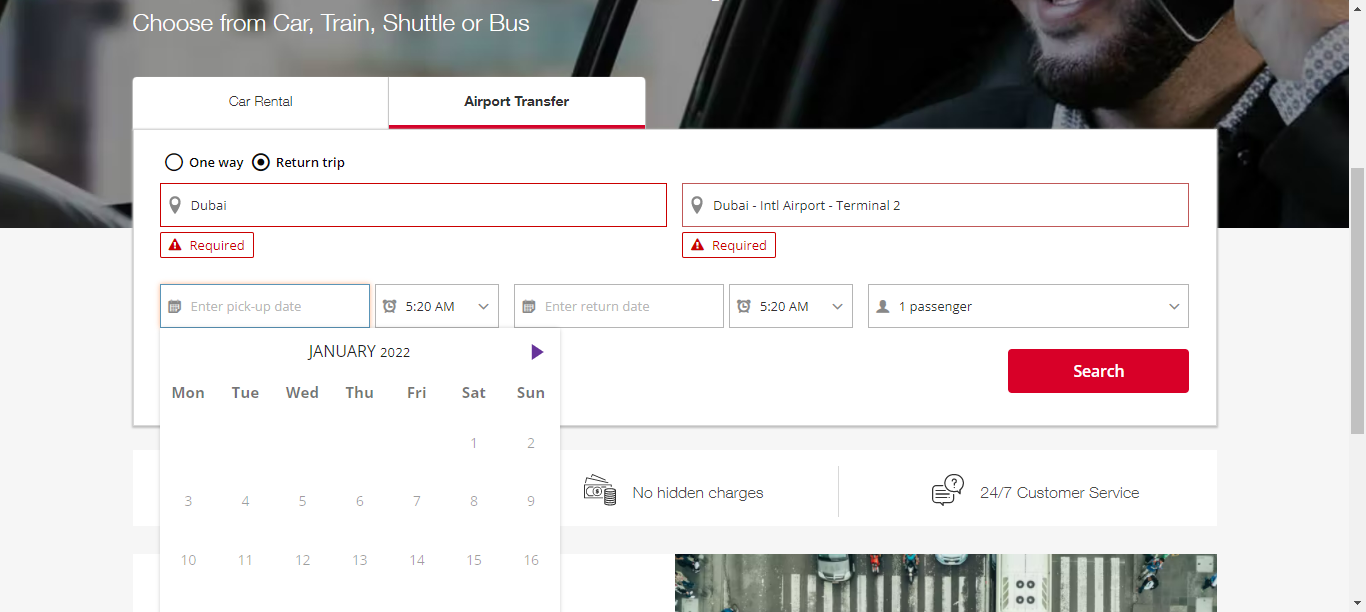 Choose from Car, Train, Shuttle or Bus
Car Rental
Airport Transfer
One way
Return trip
Dubai
Dubai - Intl Airport - Terminal 2
Required
Required
Enter pick-up date
5:20 AM
Enter return date
5:20 AM
1 passenger
JANUARY 2022
Mon Tue Wed Thu Fri Sat Sun
1 2
3 4 5 6 7 8 9
10 11 12 13 14 15 16
Search
No hidden charges
24/7 Customer Service